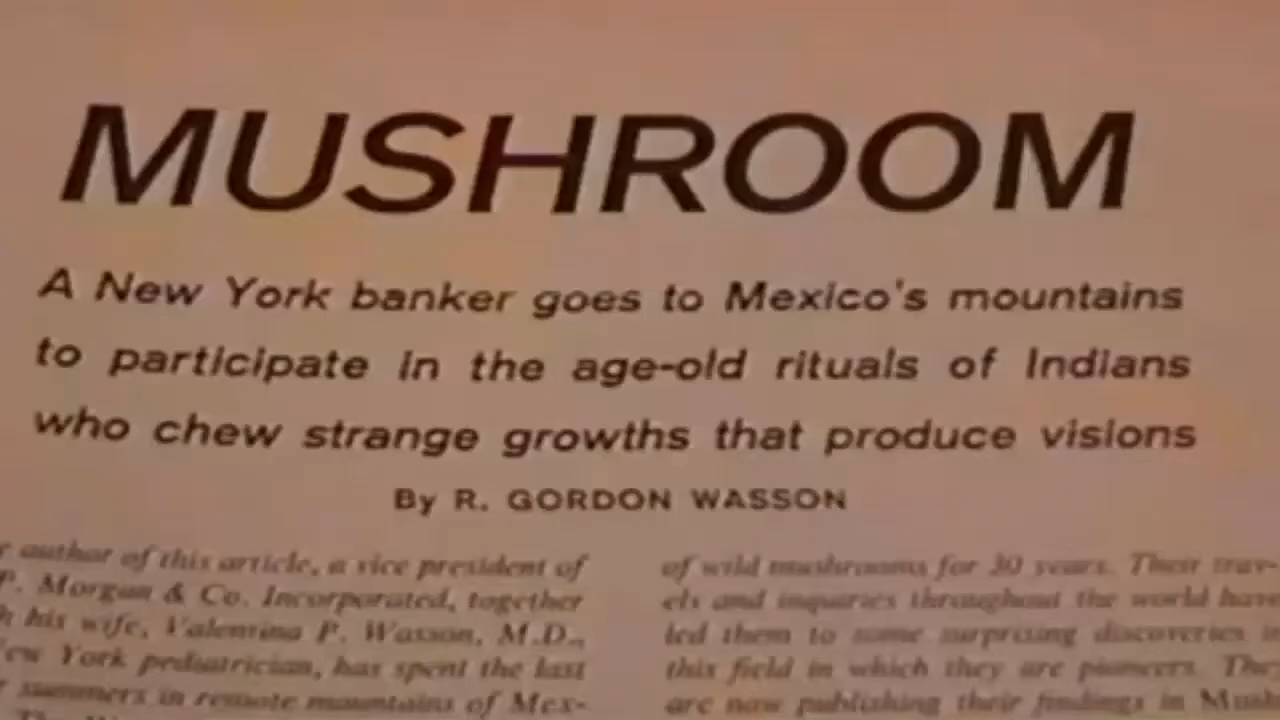 MUSHROOM
A New York banker goes to Mexico's mountains
to participate in the age-old rituals of Indians
who chew strange growths that produce visions
By R. GORDON WASSON
author of this article, a vice president of
P. Morgan & Co. Incorporated, together
his wife, Valentina P. Wasson, M.D.,
York pediatrician, has spent the last
summers in remote mountains of Mex-
of wild mushrooms for 30 years. Their trav-
els and inquiries throughout the world have
led them to some surprising discoveries in
this field in which they are pioneers. They
are now publishing their findings in Mush